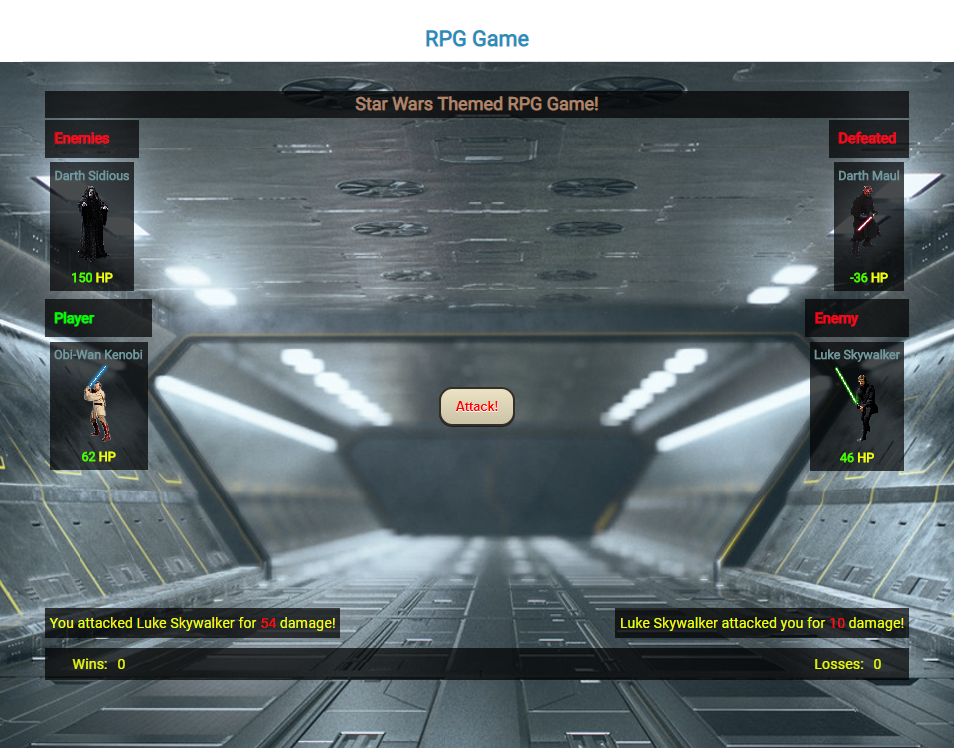 RPG Game
Star Wars Themed RPG Game!
Enemies
Defeated
Darth Sidious
Darth Maul
150 HP
-36 HP
Player
Enemy
Obi-Wan Kenobi
Luke Skywalker
Attack!
62 HP
46 HP
You attacked Luke Skywalker for 54 damage!
Luke Skywalker attacked you for 10 damage!
Wins: 0
Losses: 0